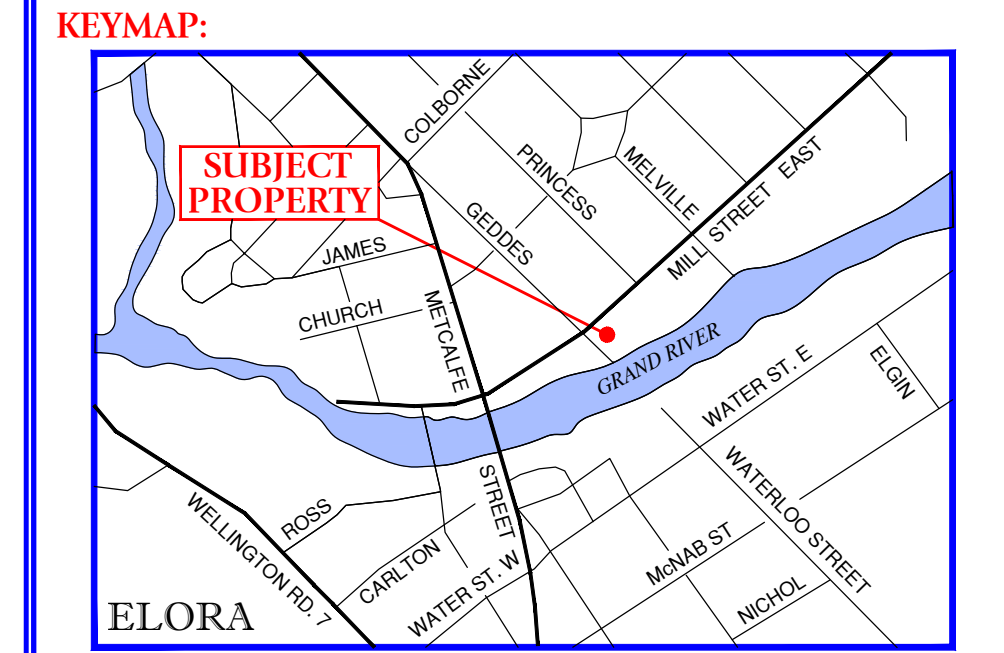 KEYMAP:
COLBORNE
SUBJECT
PROPERTY
PRINCESS
MELVILLE
MILL STREET EAST
GEDDES
JAMES
CHURCH
METCALFE
STREET
GRAND RIVER
WATER ST. E
ELGIN
WATERLOO STREET
WELLINGTON RD. 7
ROSS
CARLTON
WATER ST. W
McNAB ST
NICHOL
ELORA